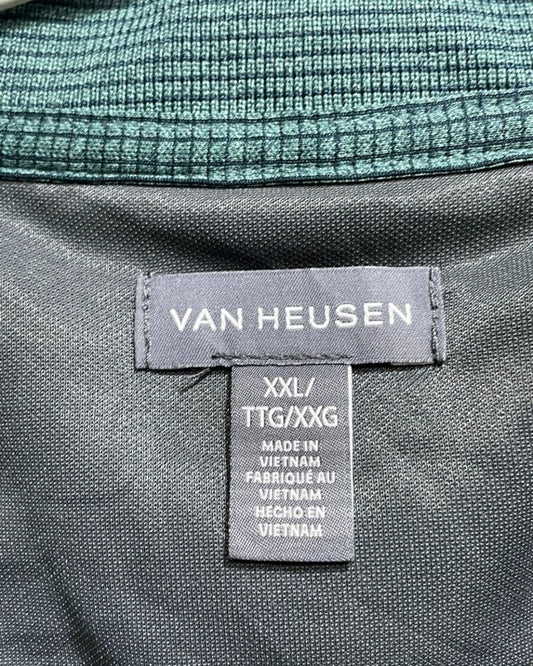 VAN HEUSEN
XXL/
TTG/XXG
MADE IN
VIETNAM
FABRIQUÉ AU
VIETNAM
HECHO EN
VIETNAM